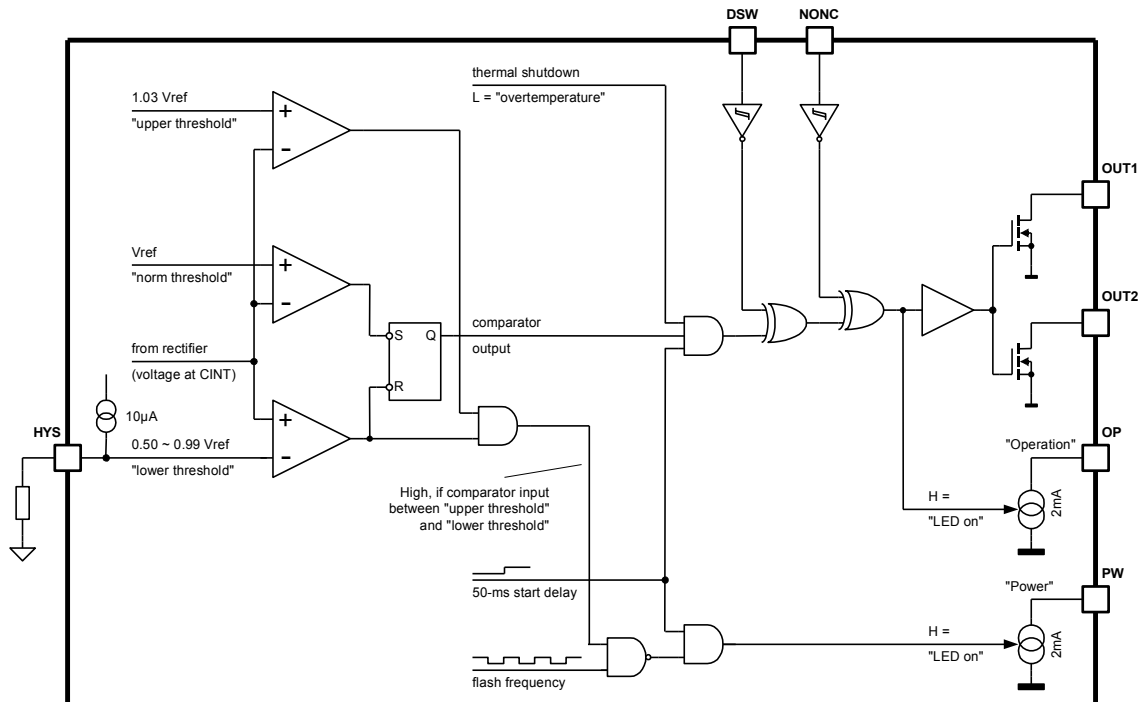 DSW
NONC
thermal shutdown
L = "overtemperature"
1.03 Vref
"upper threshold"
+
-
OUT1
Vref
"norm threshold"
+
-
OUT2
S
Q
R
comparator
output
from rectifier
(voltage at CINT)
10µA
HYS
0.50 ~ 0.99 Vref
"lower threshold"
+
-
OP
"Operation"
H =
"LED on"
2mA
High, if comparator input
between "upper threshold"
and "lower threshold"
50-ms start delay
PW
"Power"
H =
"LED on"
2mA
flash frequency